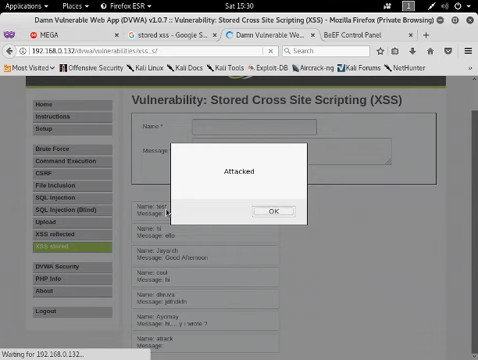 Applications ▾ Places ▾ Firefox ESR ▾ Sat 15:30 1
Damn Vulnerable Web App (DVWA) v1.0.7 :: Vulnerability: Stored Cross Site Scripting (XSS) - Mozilla Firefox (Private Browsing)
MEGA × stored xss - Google S... × Damn Vulnerable We... × BeEF Control Panel ×
192.168.0.132/dvwa/vulnerabilities/xss_s/ Search
Most Visited▾ Offensive Security Kali Linux Kali Docs Kali Tools Exploit-DB Aircrack-ng Kali Forums NetHunter
Home
Instructions
Setup
Brute Force
Command Execution
CSRF
File Inclusion
SQL Injection
SQL Injection (Blind)
Upload
XSS reflected
XSS stored
DVWA Security
PHP Info
About
Logout
Vulnerability: Stored Cross Site Scripting (XSS)
Name *
Message
Attacked
OK
Name: test
Message:
Name: hi
Message: ello
Name: Jayanth
Message: Good Afternoon
Name:
Message: hi
Name: dhruva
Message:
Name:
Message: hi... y i wrote ?
Name: attack
Message:
Waiting for 192.168.0.132...